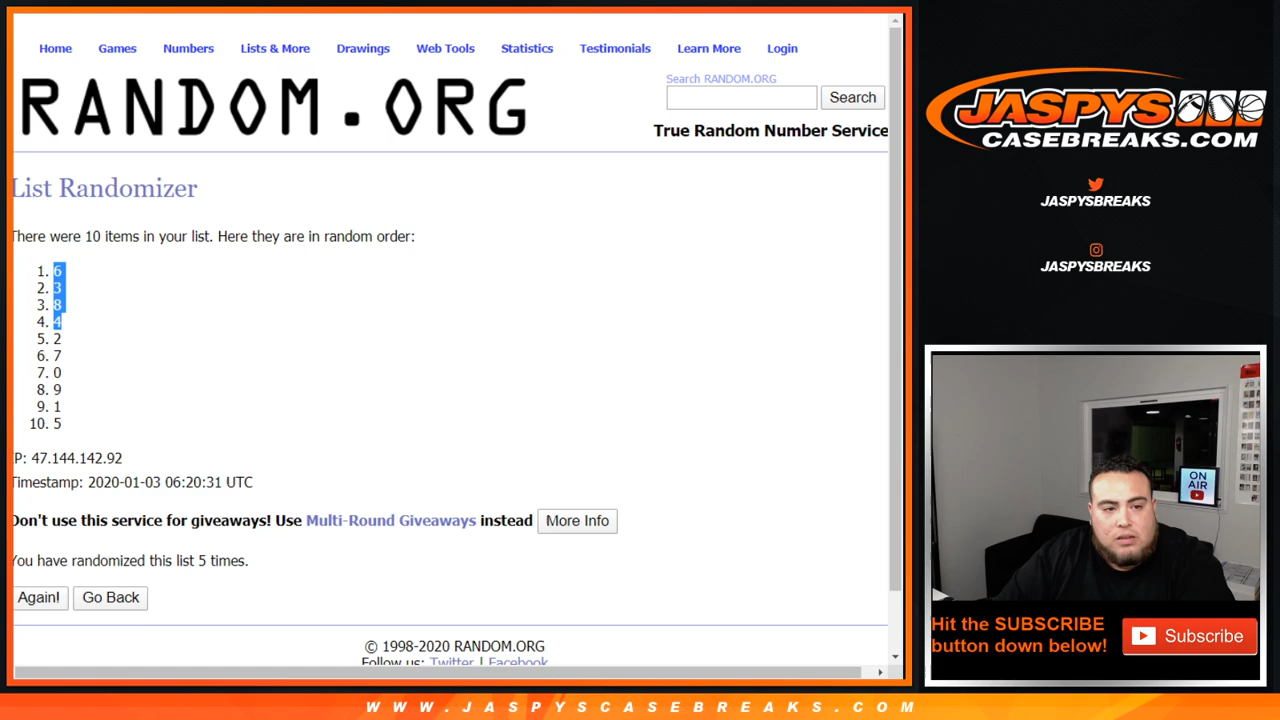 Home Games Numbers Lists & More Drawings Web Tools Statistics Testimonials Learn More Login
RANDOM.ORG
Search RANDOM.ORG
Search
True Random Number Service
List Randomizer
There were 10 items in your list. Here they are in random order:
1. 6
2. 3
3. 8
4. 4
5. 2
6. 7
7. 0
8. 9
9. 1
10. 5
IP: 47.144.142.92
Timestamp: 2020-01-03 06:20:31 UTC
Don't use this service for giveaways! Use Multi-Round Giveaways instead More Info
You have randomized this list 5 times.
Again! Go Back
© 1998-2020 RANDOM.ORG
Follow us: Twitter | Facebook
JASPYS
CASEBREAKS.COM
JASPYSBREAKS
JASPYSBREAKS
ON
AIR
Hit the SUBSCRIBE
button down below!
Subscribe
WWW.JASPYSCASEBREAKS.COM